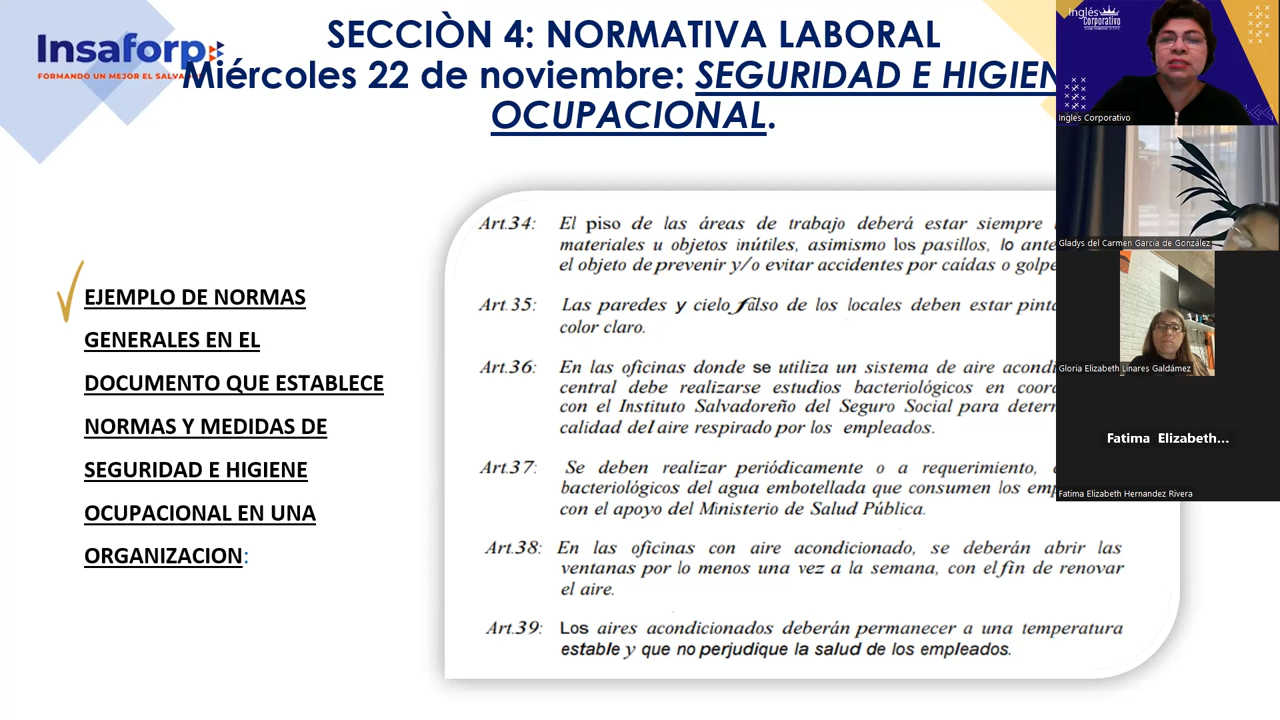 Insaforp
FORMANDO UN MEJOR EL SALVA
SECCIÒN 4: NORMATIVA LABORAL
Miércoles 22 de noviembre: SEGURIDAD E HIGIEN
OCUPACIONAL.
EJEMPLO DE NORMAS
GENERALES EN EL
DOCUMENTO QUE ESTABLECE
NORMAS Y MEDIDAS DE
SEGURIDAD E HIGIENE
OCUPACIONAL EN UNA
ORGANIZACION:
Art.34: El piso de las áreas de trabajo deberá estar siempre
materiales u objetos inútiles, asimismo los pasillos, lo ante
el objeto de prevenir y/o evitar accidentes por caídas o golpe
Art.35: Las paredes y cielo falso de los locales deben estar pint
color claro.
Art.36: En las oficinas donde se utiliza un sistema de aire acondi
central debe realizarse estudios bacteriológicos en coor
con el Instituto Salvadoreño del Seguro Social para deter
calidad del aire respirado por los empleados.
Art.37: Se deben realizar periódicamente o a requerimiento,
bacteriológicos del agua embotellada que consumen los em
con el apoyo del Ministerio de Salud Pública.
Art.38: En las oficinas con aire acondicionado, se deberán abrir las
ventanas por lo menos una vez a la semana, con el fin de renovar
el aire.
Art.39: Los aires acondicionados deberán permanecer a una temperatura
estable y que no perjudique la salud de los empleados.
Inglés
Corporativo
Inglés Corporativo
Gladys del Carmen García de González
Gloria Elizabeth Linares Galdámez
Fatima Elizabeth...
Fatima Elizabeth Hernandez Rivera